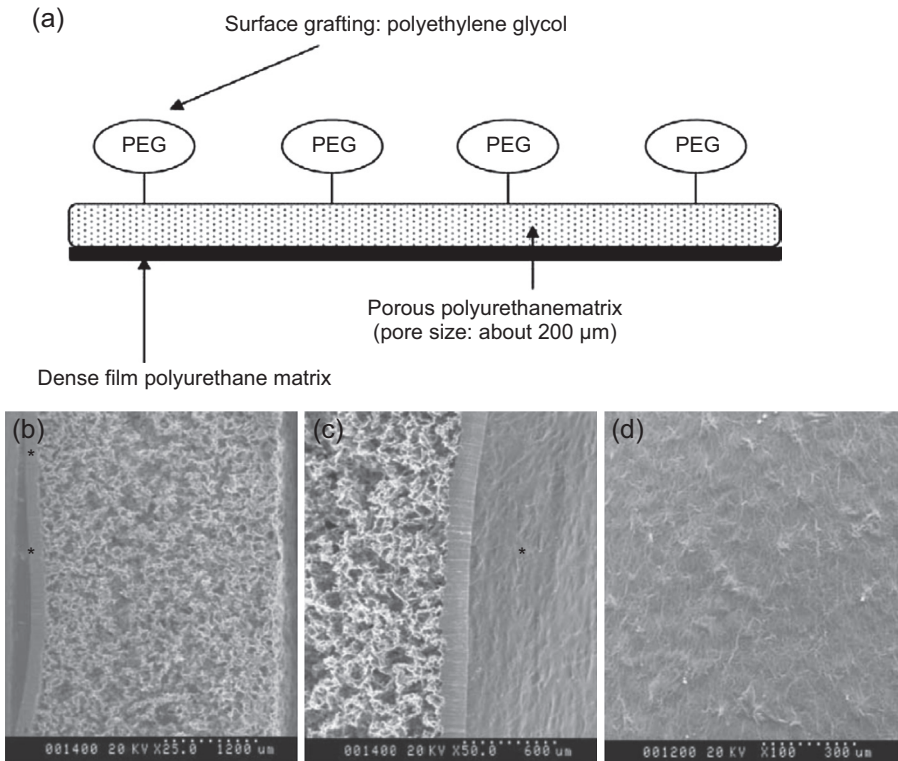 (a)
Surface grafting: polyethylene glycol
PEG PEG PEG PEG
Porous polyurethanematrix
(pore size: about 200 μm)
Dense film polyurethane matrix
(b) (c) (d)
*
* *
001400 20 KV X25.0 1200 um
001400 20 KV X50.0 600 um
001200 20 KV X100 300 um